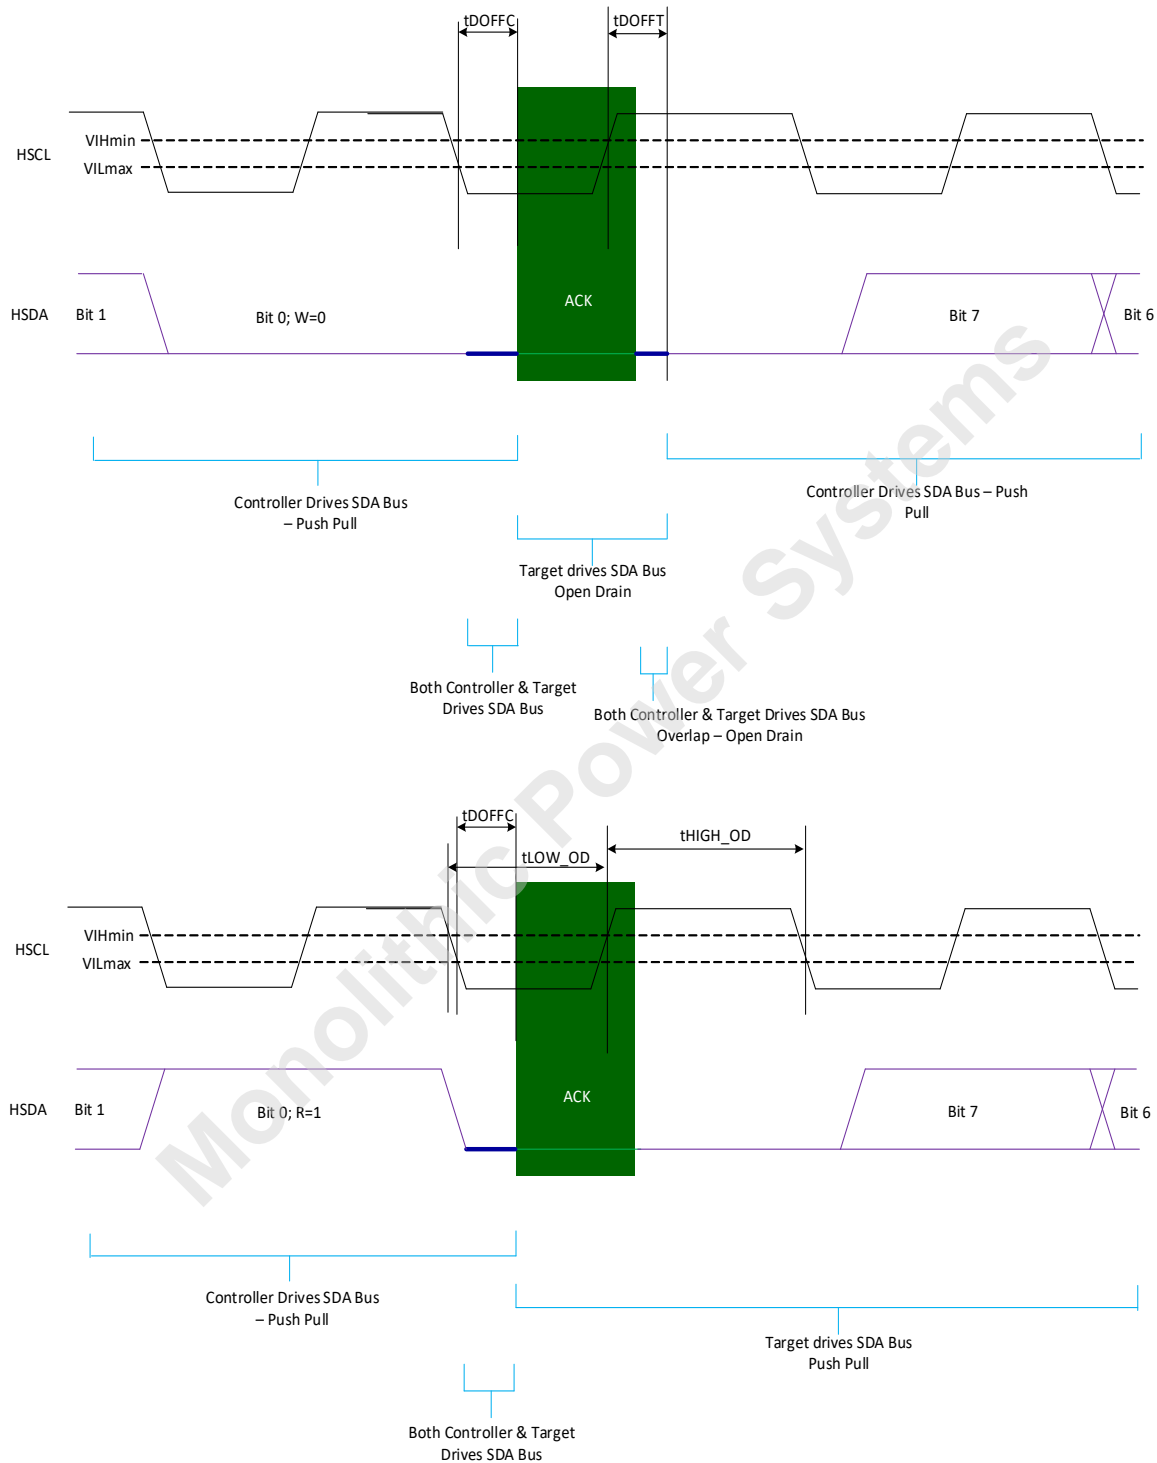 tDOFFC
tDOFFT
VIHmin
HSCL
VILmax
ACK
HSDA
Bit 1
Bit 0; W=0
Bit 7
Bit 6
Controller Drives SDA Bus
– Push Pull
Controller Drives SDA Bus – Push
Pull
Target drives SDA Bus
Open Drain
Both Controller & Target
Drives SDA Bus
Both Controller & Target Drives SDA Bus
Overlap – Open Drain
tDOFFC
tHIGH_OD
tLOW_OD
VIHmin
HSCL
VILmax
ACK
HSDA
Bit 1
Bit 0; R=1
Bit 7
Bit 6
Controller Drives SDA Bus
– Push Pull
Target drives SDA Bus
Push Pull
Both Controller & Target
Drives SDA Bus
Monolithic Power Systems